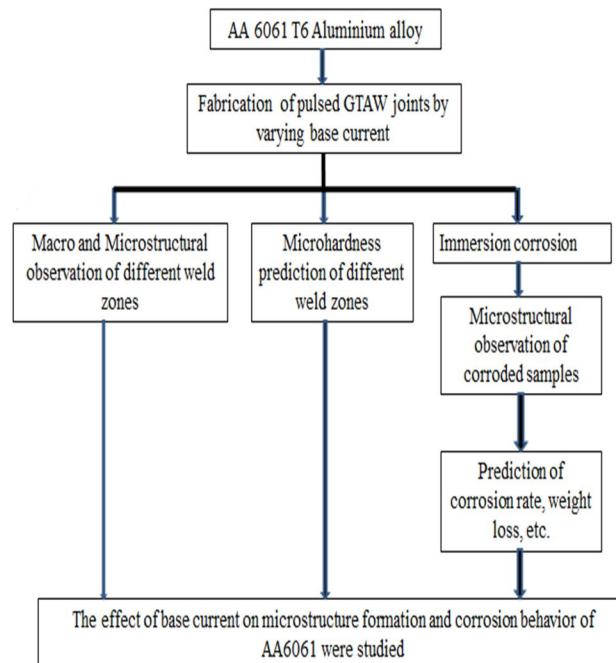 AA 6061 T6 Aluminium alloy
Fabrication of pulsed GTAW joints by
varying base current
Macro and Microstructural
observation of different weld
zones
Microhardness
prediction of different
weld zones
Immersion corrosion
Microstructural
observation of
corroded samples
Prediction of
corrosion rate, weight
loss, etc.
The effect of base current on microstructure formation and corrosion behavior of
AA6061 were studied